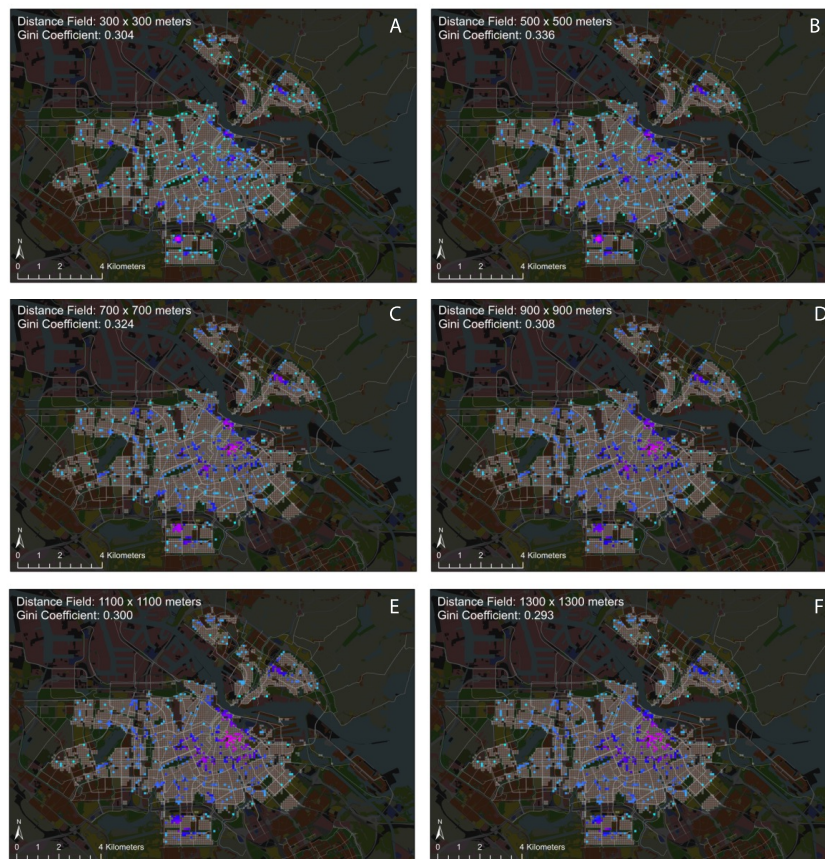 Distance Field: 300 x 300 meters
Gini Coefficient: 0.304
A
N
0 1 2 4 Kilometers
Distance Field: 500 x 500 meters
Gini Coefficient: 0.336
B
N
0 1 2 4 Kilometers
Distance Field: 700 x 700 meters
Gini Coefficient: 0.324
C
N
0 1 2 4 Kilometers
Distance Field: 900 x 900 meters
Gini Coefficient: 0.308
D
N
0 1 2 4 Kilometers
Distance Field: 1100 x 1100 meters
Gini Coefficient: 0.300
E
N
0 1 2 4 Kilometers
Distance Field: 1300 x 1300 meters
Gini Coefficient: 0.293
F
N
0 1 2 4 Kilometers